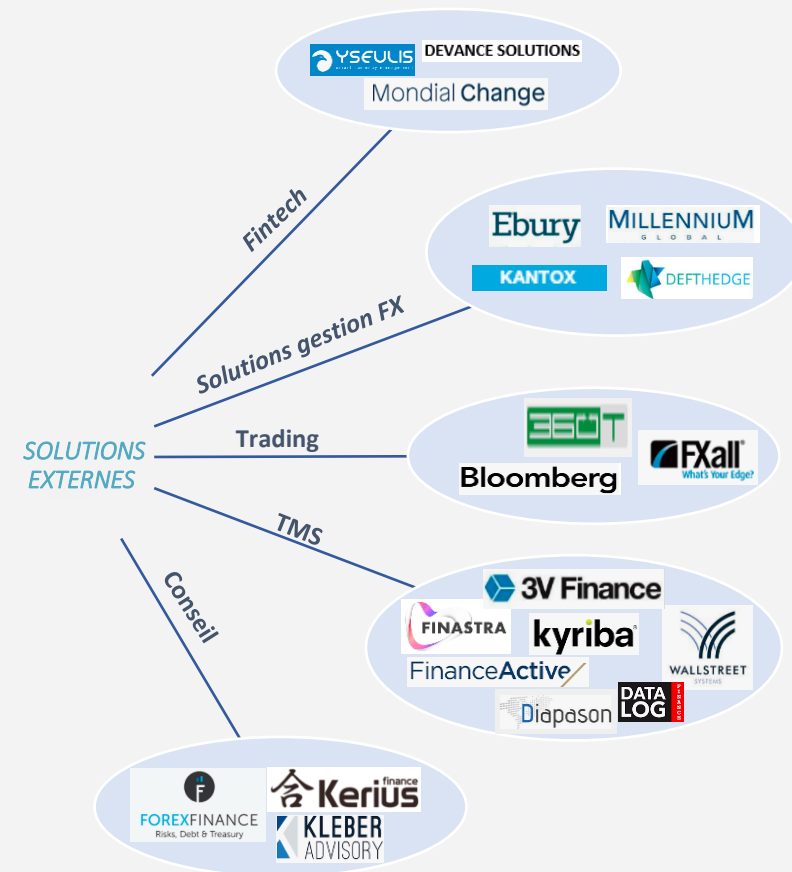 YSEULIS
DEVANCE SOLUTIONS
Mondial Change
Fintech
Ebury
MILLENNIUM
GLOBAL
KANTOX
DEFTHEDGE
Solutions gestion FX
SOLUTIONS
EXTERNES
Trading
360T
Bloomberg
FXall
What's Your Edge?
TMS
3V Finance
FINASTRA
kyriba
WALLSTREET
SYSTEMS
FinanceActive
Diapason
DATA
LOG
FINANCE
Conseil
FOREXFINANCE
Risks, Debt & Treasury
合 Kerius
finance
KLEBER
ADVISORY